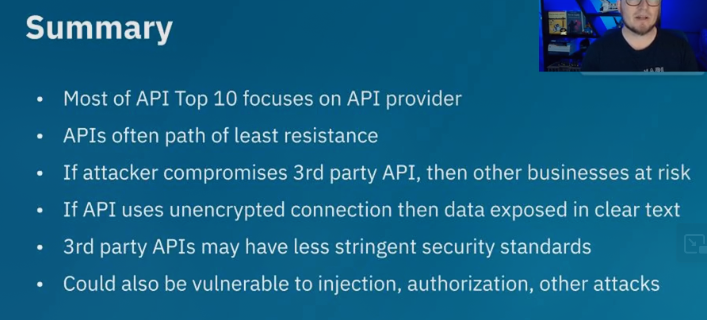 Summary
• Most of API Top 10 focuses on API provider
• APIs often path of least resistance
• If attacker compromises 3rd party API, then other businesses at risk
• If API uses unencrypted connection then data exposed in clear text
• 3rd party APIs may have less stringent security standards
• Could also be vulnerable to injection, authorization, other attacks